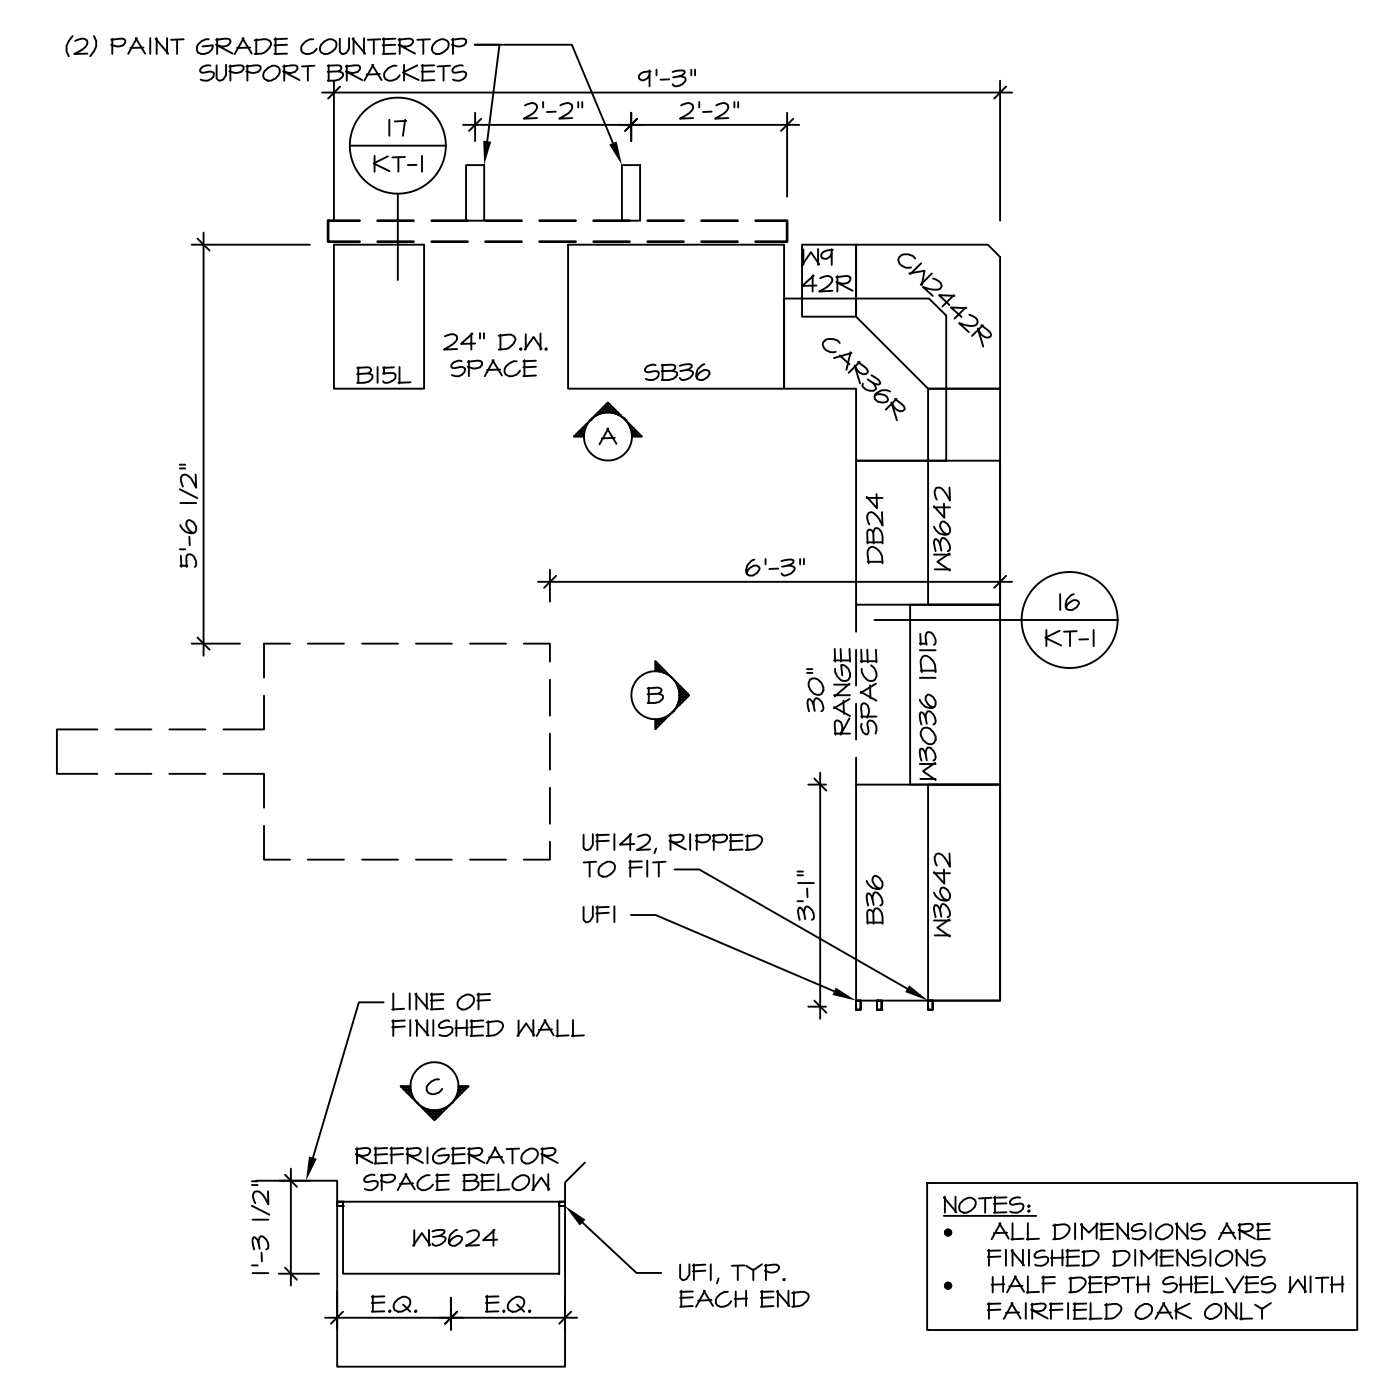 (2) PAINT GRADE COUNTERTOP
SUPPORT BRACKETS
9'-3"
2'-2"
2'-2"
17
KT-1
W9
42R
CW2442R
24" D.W.
SPACE
B15L
SB36
CAR36R
A
5'-6 1/2"
DB24
W3642
6'-3"
16
KT-1
30"
RANGE
SPACE
W3036 1D15
B
UF142, RIPPED
TO FIT
UF1
3'-1"
B36
W3642
LINE OF
FINISHED WALL
C
REFRIGERATOR
SPACE BELOW
1'-3 1/2"
W3624
UF1, TYP.
EACH END
E.Q.
E.Q.
NOTES:
• ALL DIMENSIONS ARE
FINISHED DIMENSIONS
• HALF DEPTH SHELVES WITH
FAIRFIELD OAK ONLY